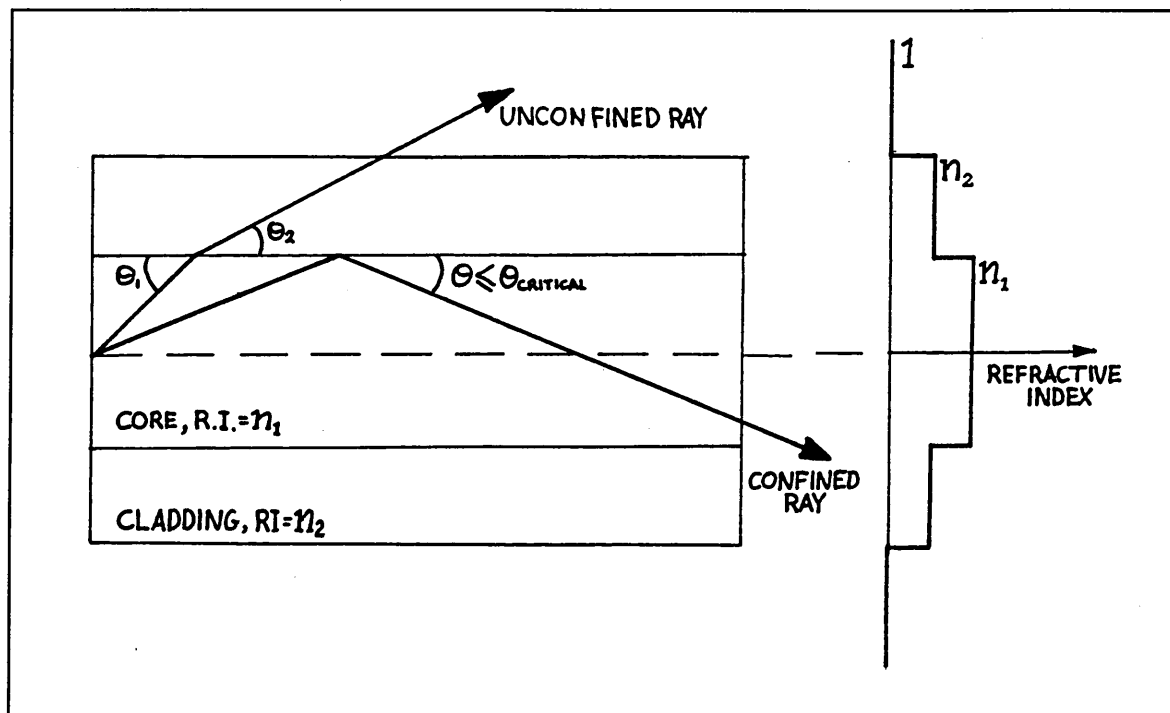 1
UNCONFINED RAY
n₂
θ₂
θ₁
θ ≤ θCRITICAL
n₁
REFRACTIVE
INDEX
CORE, R.I.=n₁
CONFINED
RAY
CLADDING, RI=n₂